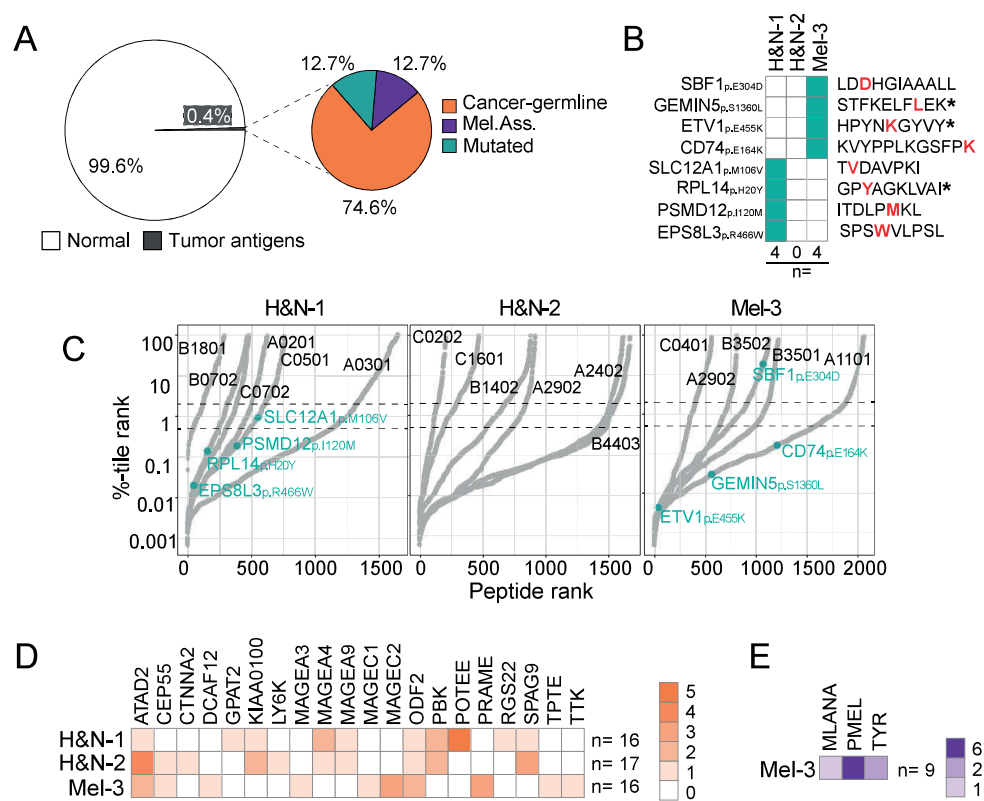 A
12.7%
12.7%
0.4%
99.6%
74.6%
Cancer-germline
Mel.Ass.
Mutated
Normal
Tumor antigens
B
H&N-1
H&N-2
Mel-3
SBF1p.E304D LDDHGIAAALL
GEMIN5p.S1360L STFKELFLEK*
ETV1p.E455K HPYNKGYVY*
CD74p.E164K KVYPPLKGSFPK
SLC12A1p.M106V TVDAVPKI
RPL14p.H20Y GPYAGKLVAI*
PSMD12p.I120M ITDLPMKL
EPS8L3p.R466W SPSWVLPSL
4 0 4
n=
C
H&N-1
H&N-2
Mel-3
%-tile rank
100
10
1
0.1
0.01
0.001
B1801
B0702
A0201
C0501
C0702
A0301
SLC12A1p.M106V
PSMD12p.I120M
RPL14p.H20Y
EPS8L3p.R466W
0 500 1000 1500
C0202
C1601
B1402
A2902
A2402
B4403
0 500 1000 1500
C0401
A2902
B3502
B3501
A1101
SBF1p.E304D
CD74p.E164K
GEMIN5p.S1360L
ETV1p.E455K
0 500 1000 1500 2000
Peptide rank
D
ATAD2
CEP55
CTNNA2
DCAF12
GPAT2
KIAA0100
LY6K
MAGEA3
MAGEA4
MAGEA9
MAGEC1
MAGEC2
ODF2
PBK
POTEE
PRAME
RGS22
SPAG9
TPTE
TTK
H&N-1 n= 16
H&N-2 n= 17
Mel-3 n= 16
5
4
3
2
1
0
E
MLANA
PMEL
TYR
Mel-3 n= 9
6
2
1